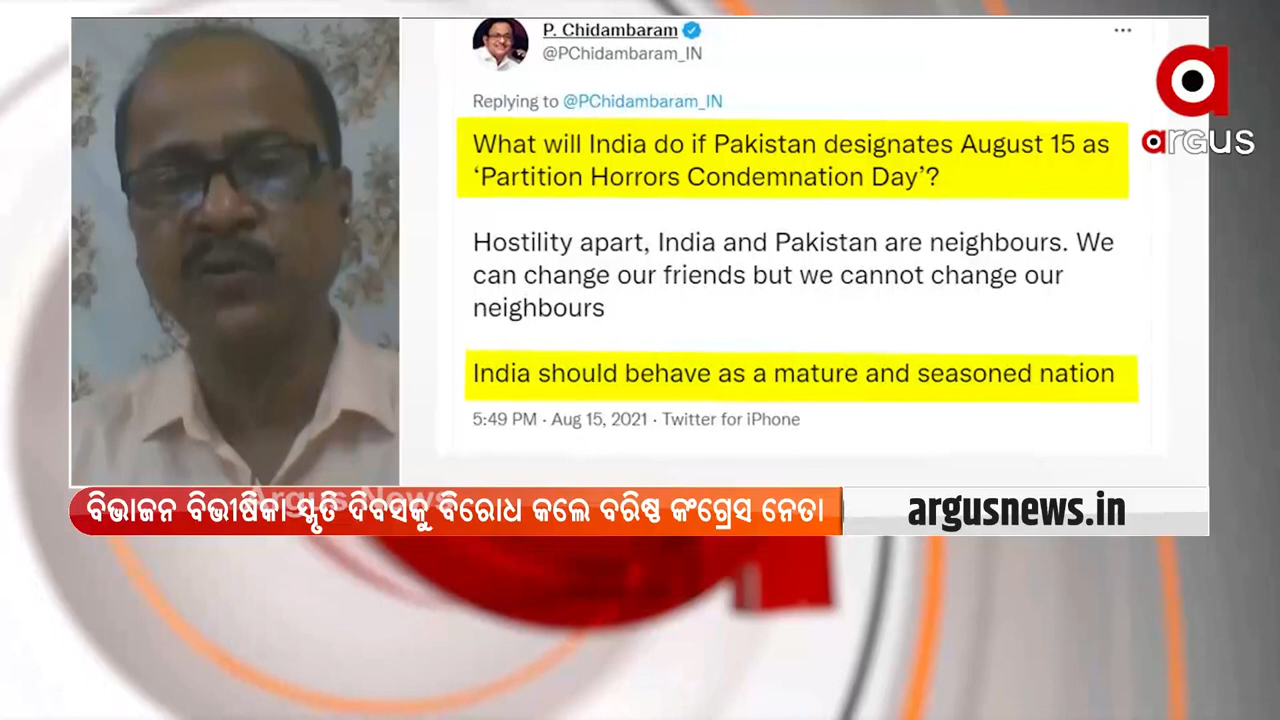 P. Chidambaram
@PChidambaram_IN
Replying to @PChidambaram_IN
What will India do if Pakistan designates August 15 as
‘Partition Horrors Condemnation Day’?
Hostility apart, India and Pakistan are neighbours. We
can change our friends but we cannot change our
neighbours
India should behave as a mature and seasoned nation
5:49 PM · Aug 15, 2021 · Twitter for iPhone
argus
Argus News
ବିଭାଜନ ବିଭୀଷିକା ସ୍ମୃତି ଦିବସକୁ ବିରୋଧ କଲେ ବରିଷ୍ଠ କଂଗ୍ରେସ ନେତା
argusnews.in